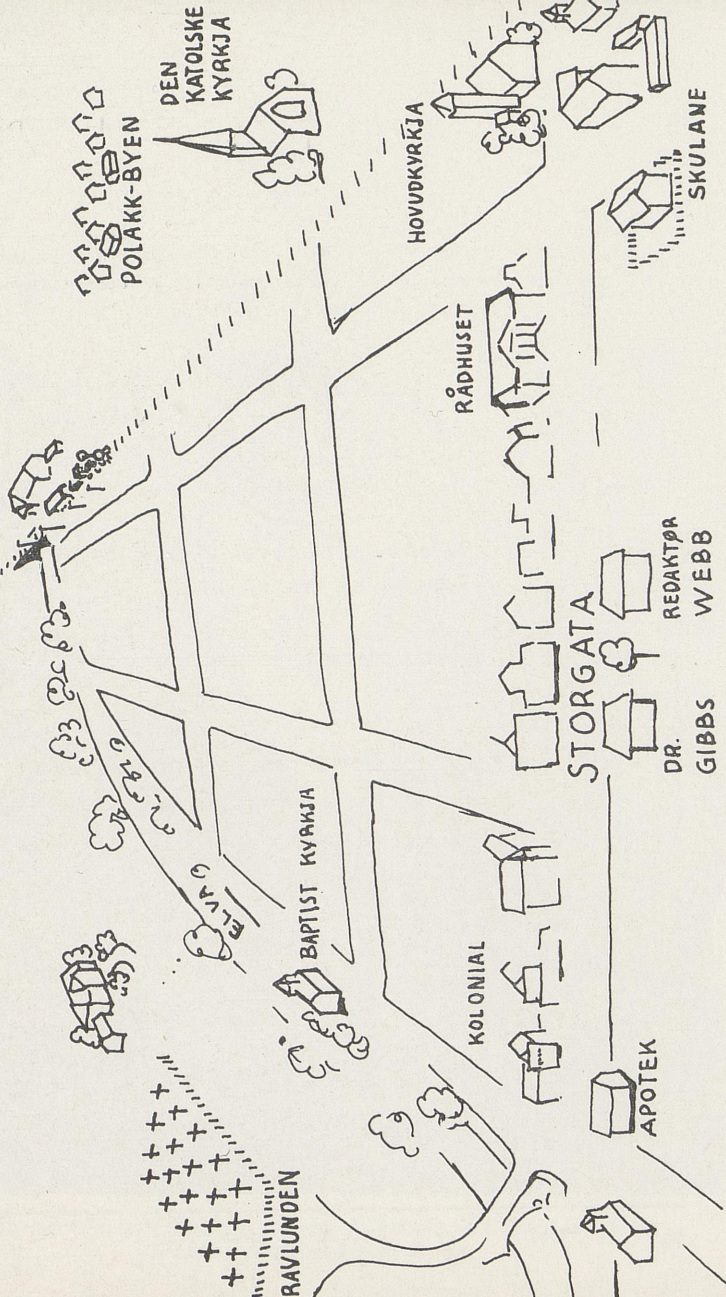 POLAKK-BYEN
DEN
KATOLSKE
KYRKJA
ELVA
RAVLUNDEN
BAPTIST KYRKJA
HOVUDKYRKJA
RÅDHUSET
KOLONIAL
STORGATA
APOTEK
DR.
GIBBS
REDAKTØR
WEBB
SKULANE